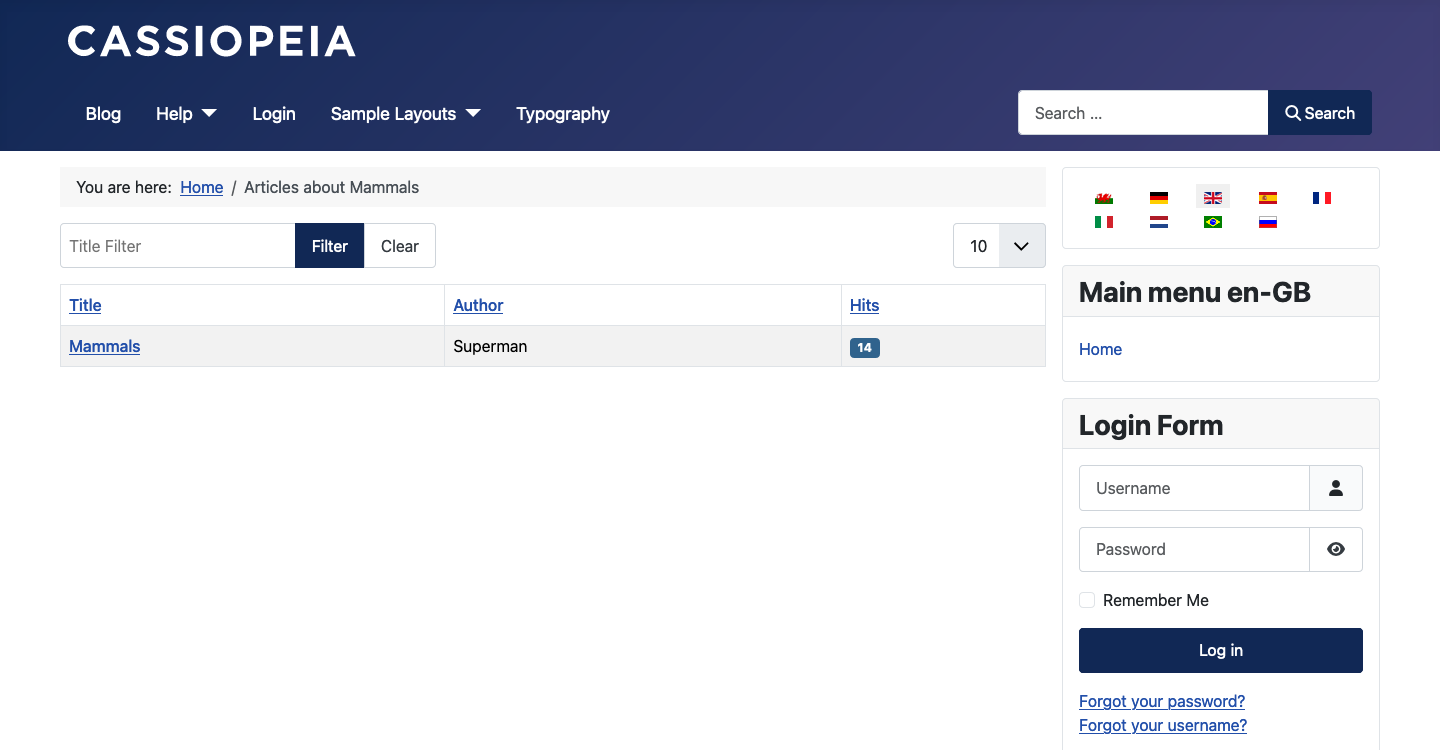 CASSIOPEIA
Blog Help Login Sample Layouts Typography
Search ... Search
You are here: Home / Articles about Mammals
Title Filter Filter Clear 10
Title Author Hits
Mammals Superman 14
Main menu en-GB
Home
Login Form
Username
Password
Remember Me
Log in
Forgot your password?
Forgot your username?